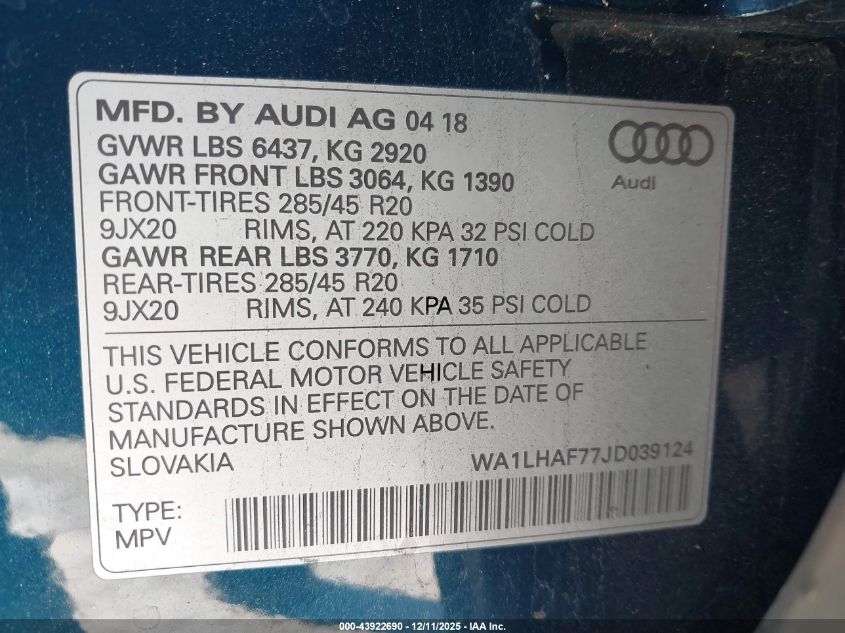 MFD. BY AUDI AG 04 18
GVWR LBS 6437, KG 2920
GAWR FRONT LBS 3064, KG 1390
FRONT-TIRES 285/45 R20
9JX20 RIMS, AT 220 KPA 32 PSI COLD
GAWR REAR LBS 3770, KG 1710
REAR-TIRES 285/45 R20
9JX20 RIMS, AT 240 KPA 35 PSI COLD
Audi
THIS VEHICLE CONFORMS TO ALL APPLICABLE
U.S. FEDERAL MOTOR VEHICLE SAFETY
STANDARDS IN EFFECT ON THE DATE OF
MANUFACTURE SHOWN ABOVE.
SLOVAKIA WA1LHAF77JD039124
TYPE:
MPV
000-43922690 - 12/11/2025 - IAA Inc.